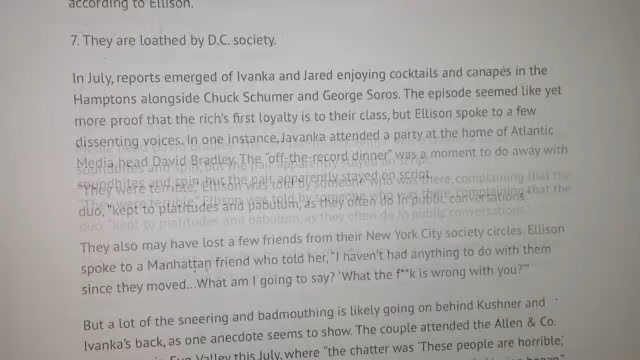 according to Ellison.
7. They are loathed by D.C. society.
In July, reports emerged of Ivanka and Jared enjoying cocktails and canapés in the
Hamptons alongside Chuck Schumer and George Soros. The episode seemed like yet
more proof that the rich's first loyalty is to their class, but Ellison spoke to a few
dissenting voices. In one instance, Javanka attended a party at the home of Atlantic
Media head David Bradley. The "off-the-record dinner" was a moment to do away with
soundbites and spin, but the pair apparently stayed on script.
"They were terrible," Ellison was told by someone who was there, complaining that the
duo, "kept to platitudes and pabulum, as they often do in public conversations."
They also may have lost a few friends from their New York City society circles. Ellison
spoke to a Manhattan friend who told her, "I haven't had anything to do with them
since they moved...What am I going to say? 'What the f**k is wrong with you?'"
But a lot of the sneering and badmouthing is likely going on behind Kushner and
Ivanka's back, as one anecdote seems to show. The couple attended the Allen & Co.
Sun Valley this July, where "the chatter was 'These people are horrible,'